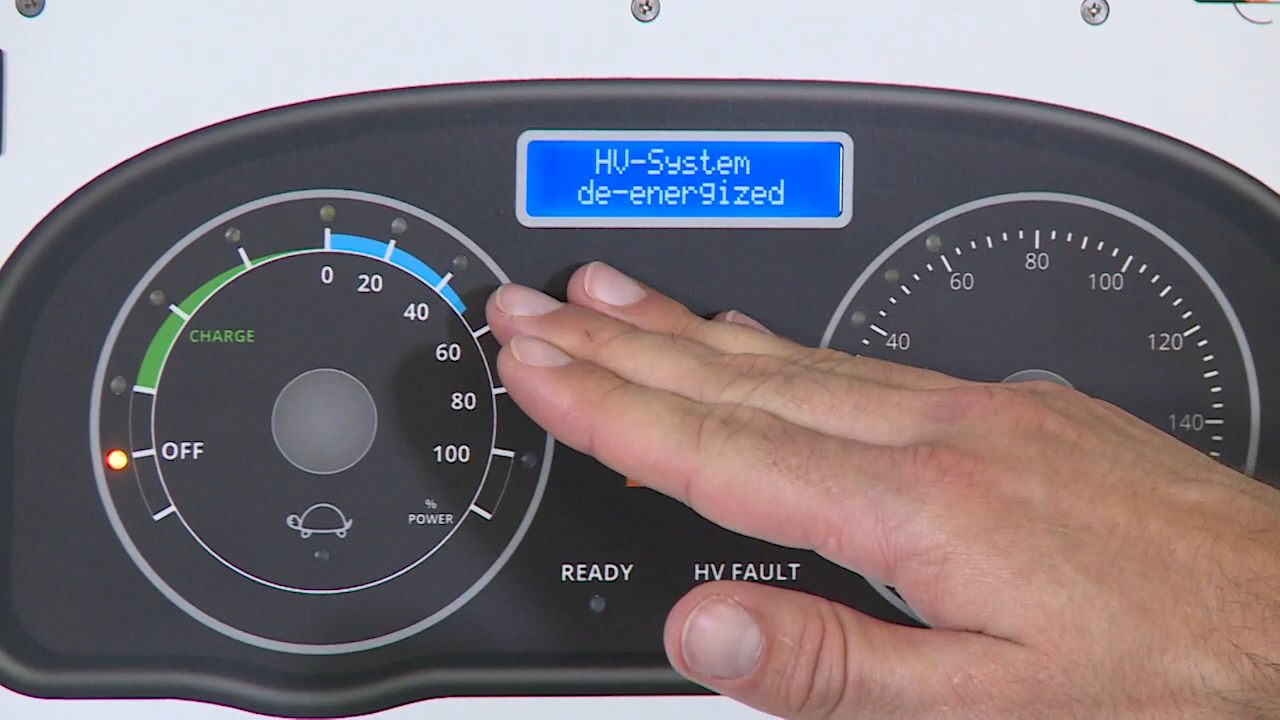 HV-System
de-energized
0
20
40
60
80
100
CHARGE
OFF
%
POWER
40
60
80
100
120
140
READY
HV FAULT